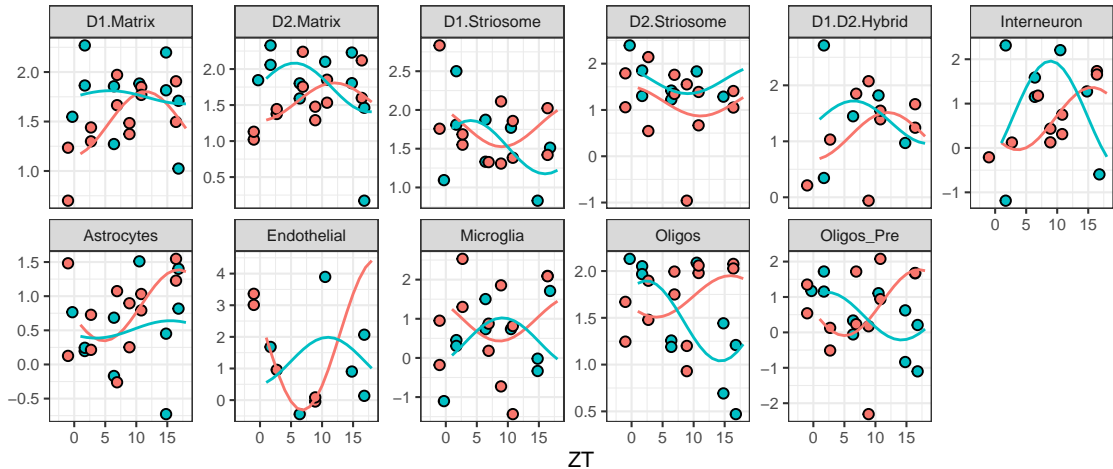 D1.Matrix D2.Matrix D1.Striosome D2.Striosome D1.D2.Hybrid Interneuron
1.0 1.5 2.0
0.5 1.0 1.5 2.0
1.0 1.5 2.0 2.5
−1 0 1 2
0 1 2
−1 0 1 2
0 5 10 15
Astrocytes Endothelial Microglia Oligos Oligos_Pre
−0.5 0.0 0.5 1.0 1.5
0 1 2 3 4
−1 0 1 2
0.5 1.0 1.5 2.0
−2 −1 0 1 2
0 5 10 15 0 5 10 15 0 5 10 15 0 5 10 15 0 5 10 15
ZT